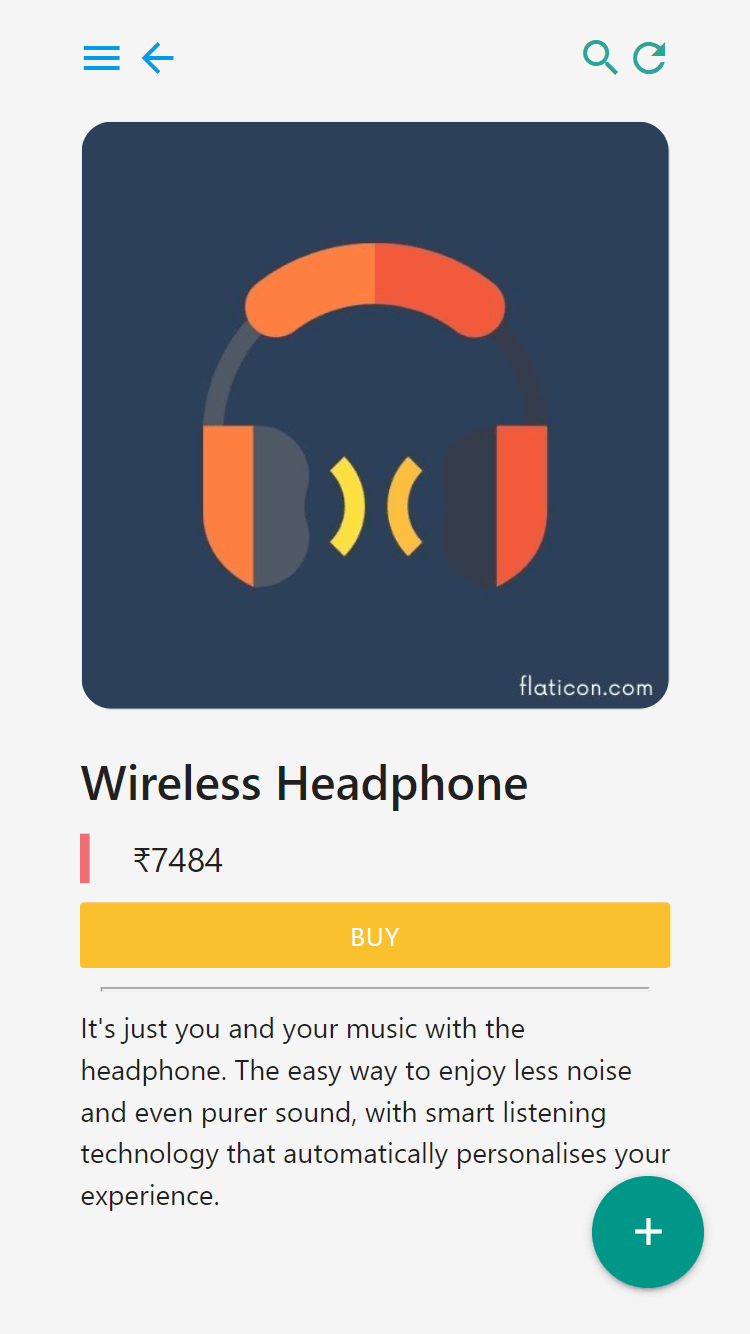 flaticon.com
Wireless Headphone
₹7484
BUY
It's just you and your music with the
headphone. The easy way to enjoy less noise
and even purer sound, with smart listening
technology that automatically personalises your
experience.